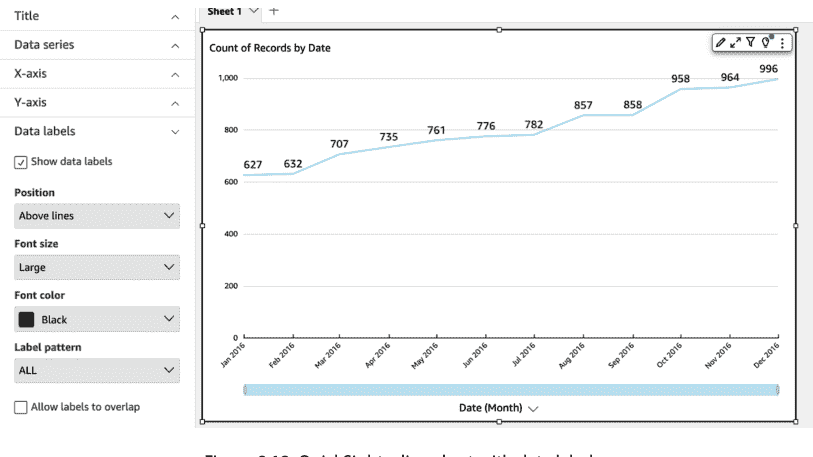 Title
Data series
X-axis
Y-axis
Data labels
Show data labels
Position
Above lines
Font size
Large
Font color
Black
Label pattern
ALL
Allow labels to overlap
Sheet 1
Count of Records by Date
1,000
800
600
400
200
0
627
632
707
735
761
776
782
857
858
958
964
996
Jan 2016
Feb 2016
Mar 2016
Apr 2016
May 2016
Jun 2016
Jul 2016
Aug 2016
Sep 2016
Oct 2016
Nov 2016
Dec 2016
Date (Month)